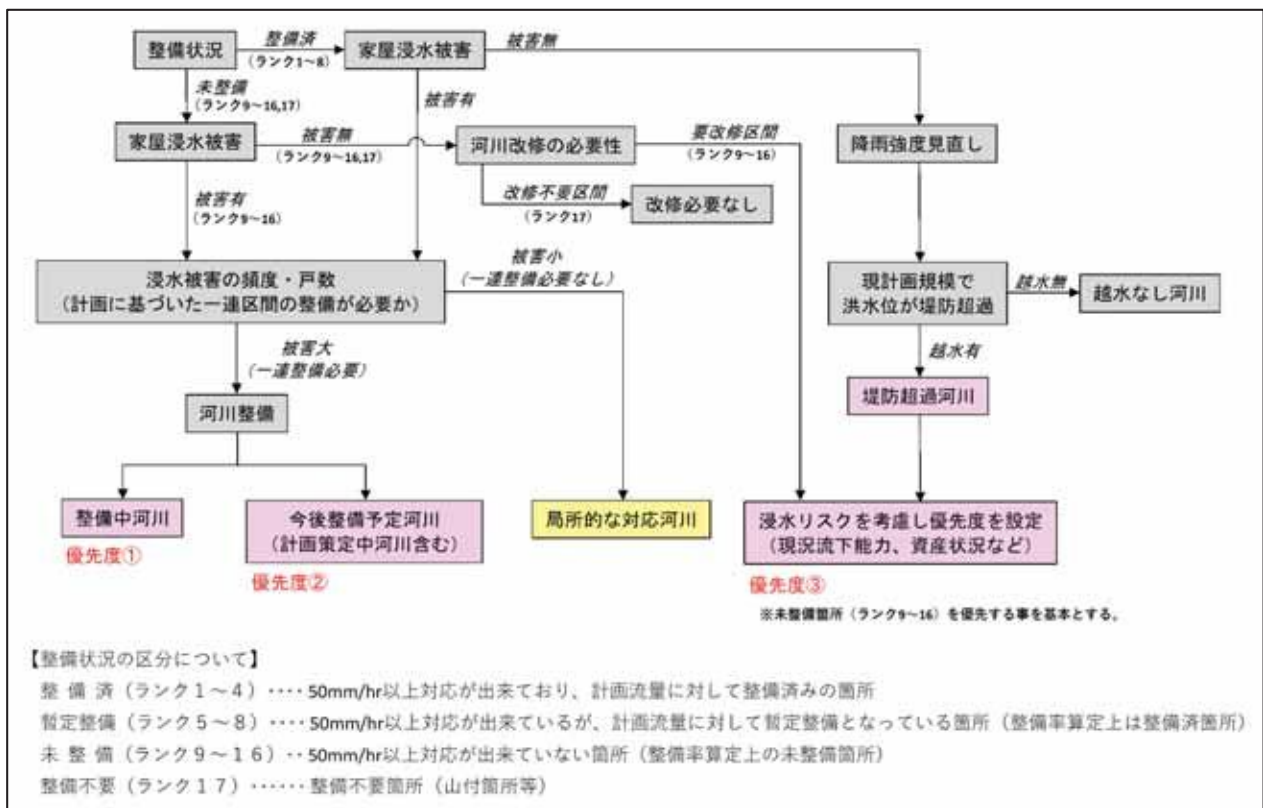 整備状況
整備済
(ランク1~8)
家屋浸水被害
被害無
未整備
(ランク9~16,17)
被害有
家屋浸水被害
被害無
(ランク9~16,17)
河川改修の必要性
要改修区間
(ランク9~16)
降雨強度見直し
被害有
(ランク9~16)
改修不要区間
(ランク17)
改修必要なし
浸水被害の頻度・戸数
(計画に基づいた一連区間の整備が必要か)
被害小
(一連整備必要なし)
現計画規模で
洪水位が堤防超過
越水無
越水なし河川
被害大
(一連整備必要)
越水有
河川整備
堤防超過河川
整備中河川
優先度①
今後整備予定河川
(計画策定中河川含む)
優先度②
局所的な対応河川
浸水リスクを考慮し優先度を設定
(現況流下能力、資産状況など)
優先度③
※未整備箇所(ランク9~16)を優先する事を基本とする。
【整備状況の区分について】
整 備 済(ランク1~4)‥‥50mm/hr以上対応が出来ており、計画流量に対して整備済みの箇所
暫定整備(ランク5~8)‥‥50mm/hr以上対応が出来ているが、計画流量に対して暫定整備となっている箇所(整備率算定上は整備済箇所)
未 整 備(ランク9~16)‥50mm/hr以上対応が出来ていない箇所(整備率算定上の未整備箇所)
整備不要(ランク17)‥‥‥整備不要箇所(山付箇所等)